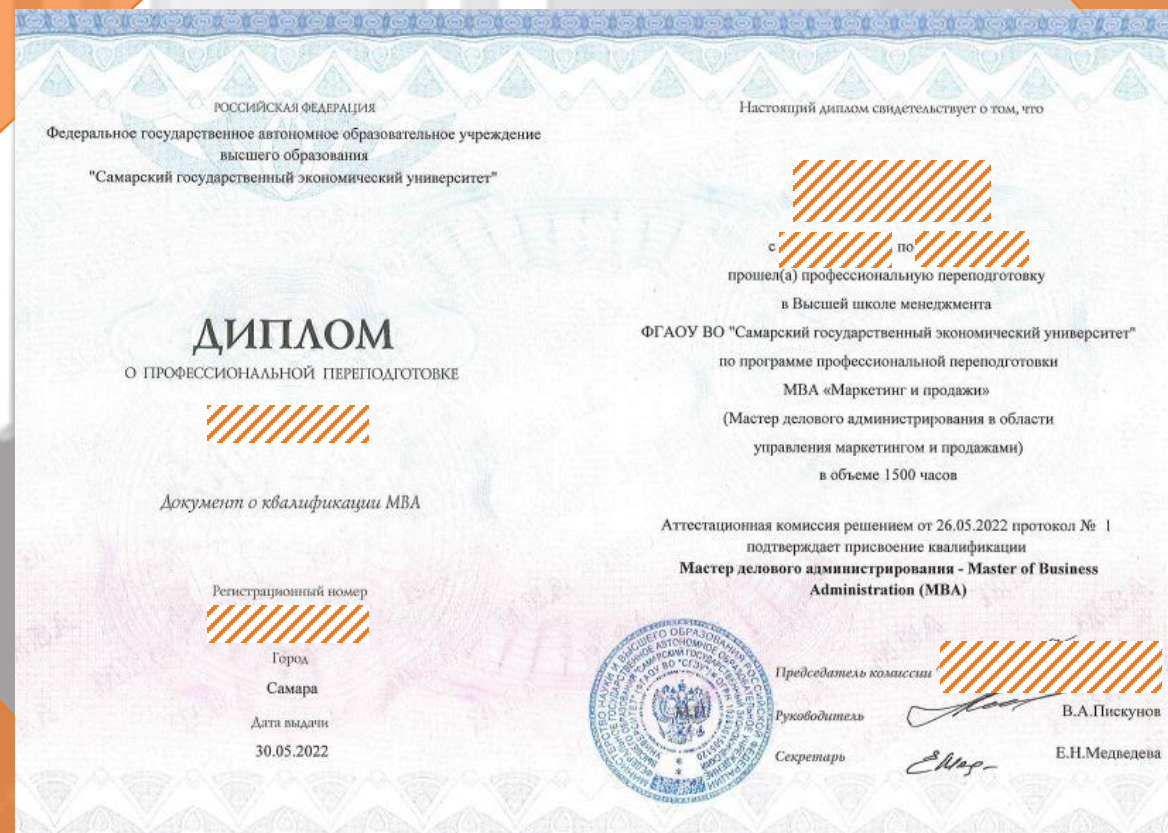 РОССИЙСКАЯ ФЕДЕРАЦИЯ
Федеральное государственное автономное образовательное учреждение
высшего образования
"Самарский государственный экономический университет"
ДИПЛОМ
О ПРОФЕССИОНАЛЬНОЙ ПЕРЕПОДГОТОВКЕ
Документ о квалификации МВА
Регистрационный номер
Город
Самара
Дата выдачи
30.05.2022
Настоящий диплом свидетельствует о том, что
с по
прошел(а) профессиональную переподготовку
в Высшей школе менеджмента
ФГАОУ ВО "Самарский государственный экономический университет"
по программе профессиональной переподготовки
МВА «Маркетинг и продажи»
(Мастер делового администрирования в области
управления маркетингом и продажами)
в объеме 1500 часов
Аттестационная комиссия решением от 26.05.2022 протокол № 1
подтверждает присвоение квалификации
Мастер делового администрирования - Master of Business
Administration (MBA)
Председатель комиссии
М.П.
Руководитель В.А.Пискунов
Секретарь Е.Н.Медведева